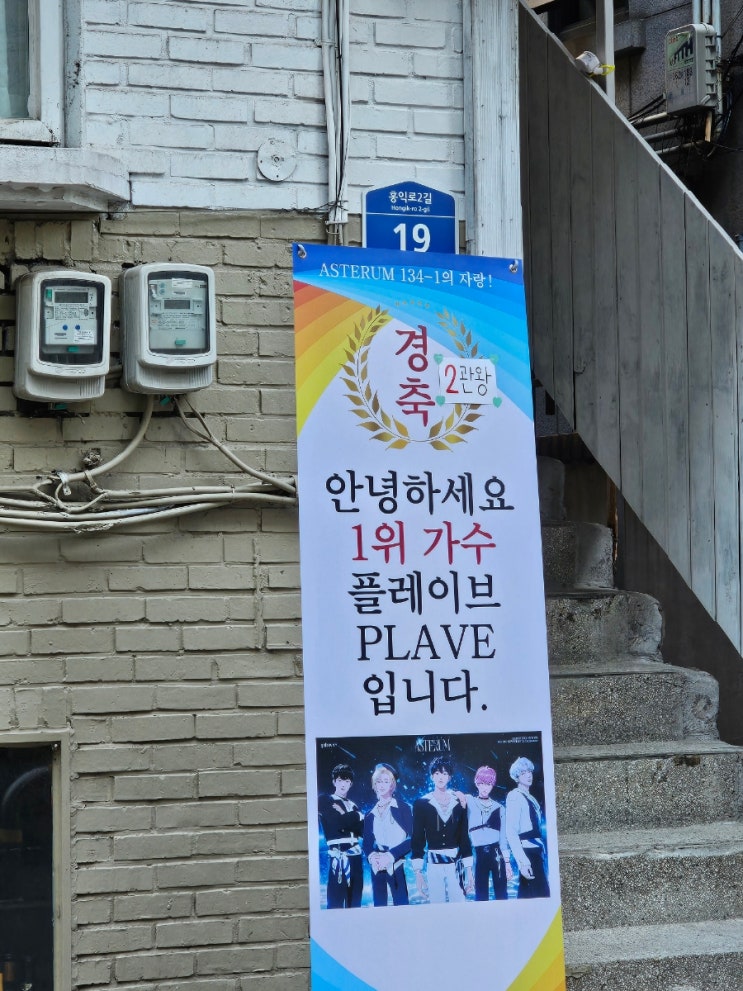 홍익로2길
Hongik-ro 2-gil
19
ASTERUM 134-1의 자랑!
경축
2관왕
안녕하세요
1위 가수
플레이브
PLAVE
입니다.
ASTERUM